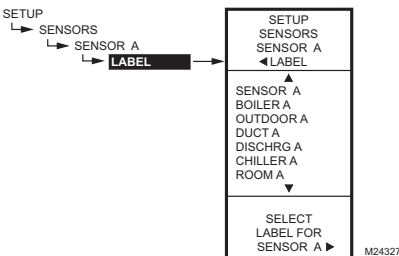 SETUP
SENSORS
SENSOR A
LABEL
SETUP
SENSORS
SENSOR A
◀LABEL
▲
SENSOR A
BOILER A
OUTDOOR A
DUCT A
DISCHRG A
CHILLER A
ROOM A
▼
SELECT
LABEL FOR
SENSOR A▶
M24327